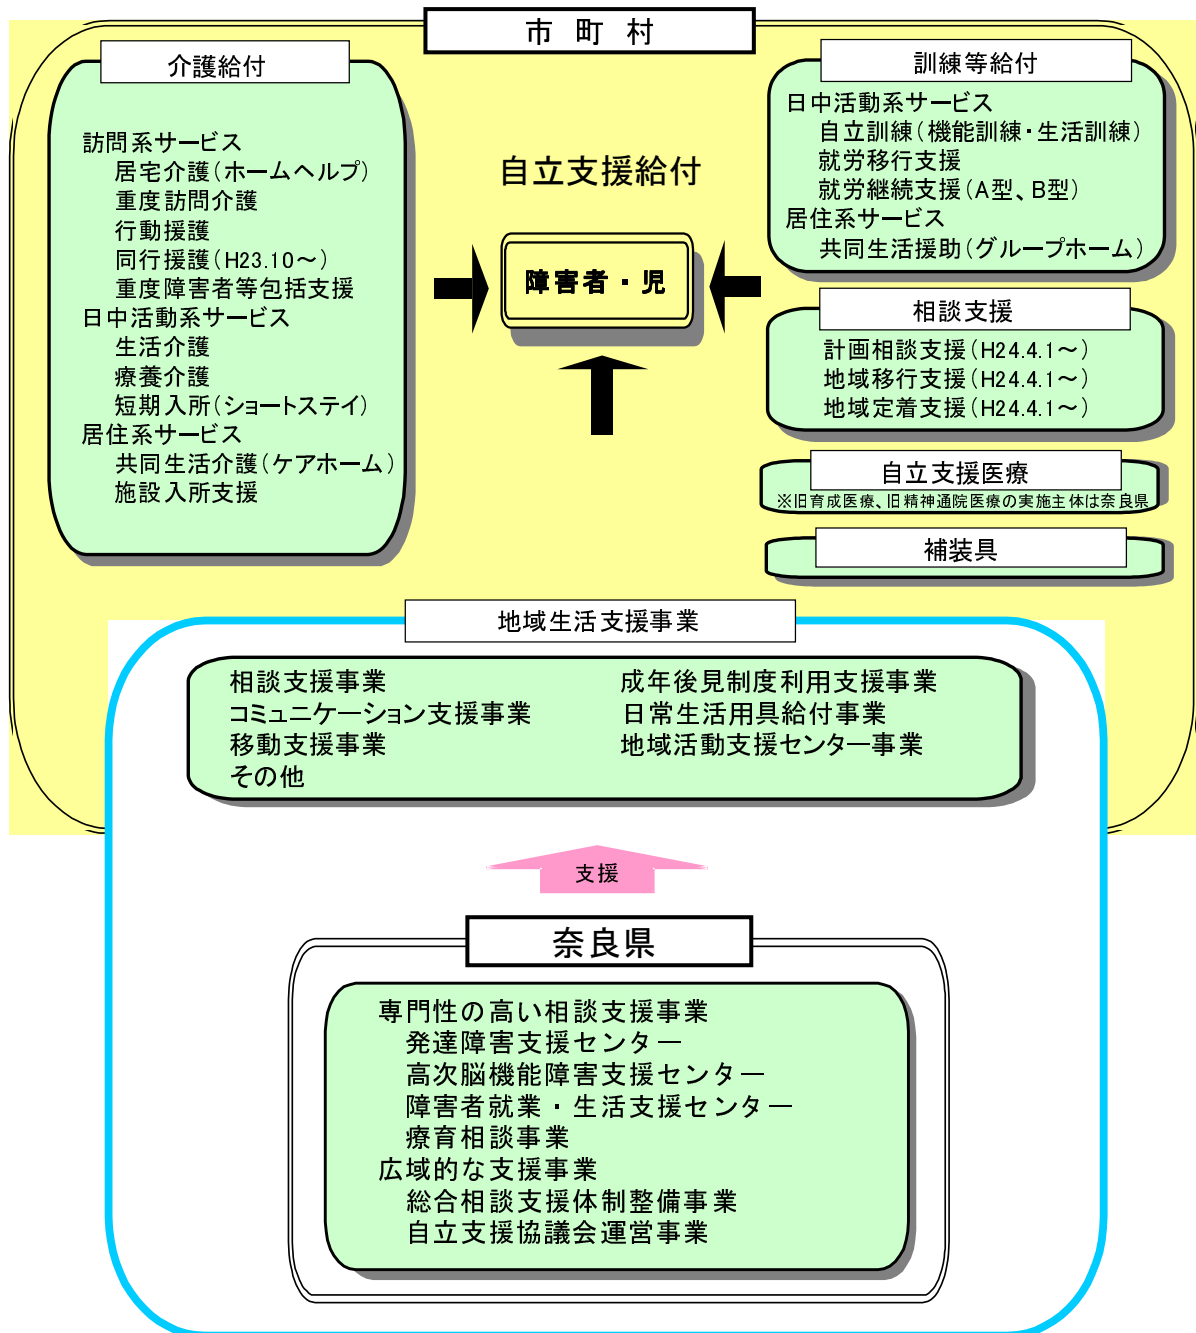 市町村
介護給付
訪問系サービス
居宅介護(ホームヘルプ)
重度訪問介護
行動援護
同行援護(H23.10～)
重度障害者等包括支援
日中活動系サービス
生活介護
療養介護
短期入所(ショートステイ)
居住系サービス
共同生活介護(ケアホーム)
施設入所支援
自立支援給付
障害者・児
訓練等給付
日中活動系サービス
自立訓練(機能訓練・生活訓練)
就労移行支援
就労継続支援(A型、B型)
居住系サービス
共同生活援助(グループホーム)
相談支援
計画相談支援(H24.4.1～)
地域移行支援(H24.4.1～)
地域定着支援(H24.4.1～)
自立支援医療
※旧育成医療、旧精神通院医療の実施主体は奈良県
補装具
地域生活支援事業
相談支援事業
コミュニケーション支援事業
移動支援事業
その他
成年後見制度利用支援事業
日常生活用具給付事業
地域活動支援センター事業
支援
奈良県
専門性の高い相談支援事業
発達障害支援センター
高次脳機能障害支援センター
障害者就業・生活支援センター
療育相談事業
広域的な支援事業
総合相談支援体制整備事業
自立支援協議会運営事業